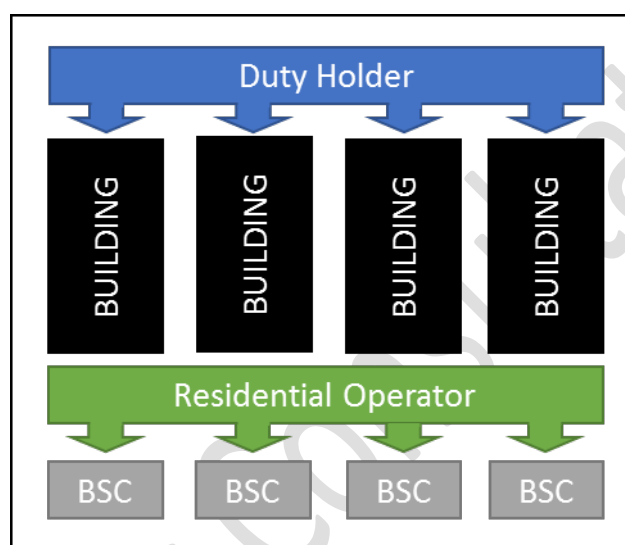 Duty Holder
BUILDING BUILDING BUILDING BUILDING
Residential Operator
BSC BSC BSC BSC